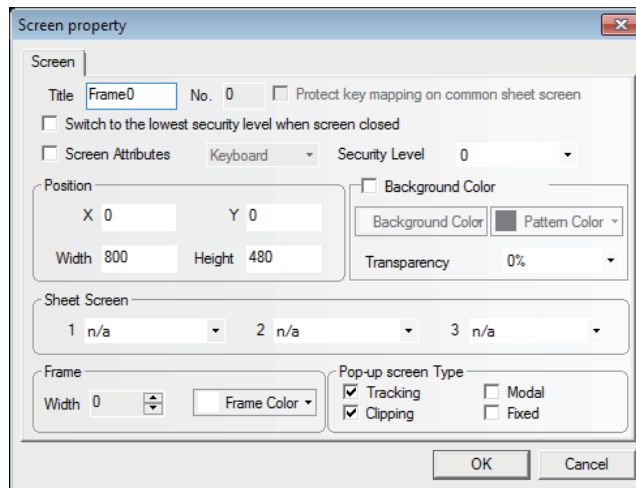 Screen property
Screen
Title Frame0 No. 0 Protect key mapping on common sheet screen
Switch to the lowest security level when screen closed
Screen Attributes Keyboard Security Level 0
Position
Background Color
X 0 Y 0
Background Color Pattern Color
Width 800 Height 480
Transparency 0%
Sheet Screen
1 n/a 2 n/a 3 n/a
Frame
Width 0 Frame Color
Pop-up screen Type
Tracking Modal
Clipping Fixed
OK Cancel